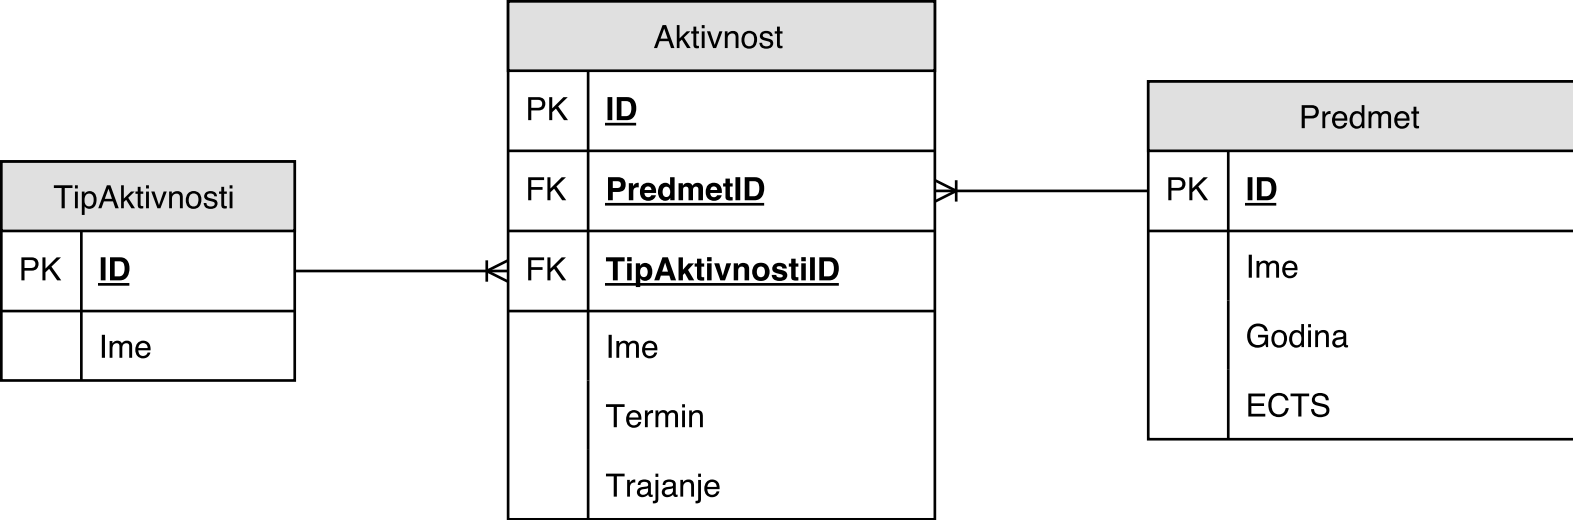 TipAktivnosti
PK ID
Ime
Aktivnost
PK ID
FK PredmetID
FK TipAktivnostiID
Ime
Termin
Trajanje
Predmet
PK ID
Ime
Godina
ECTS